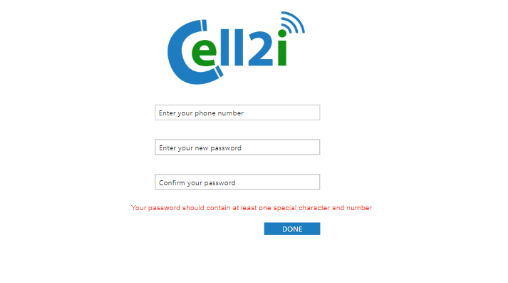 Cell2i
Enter your phone number
Enter your new password
Confirm your password
Your password should contain at least one special character and number
DONE